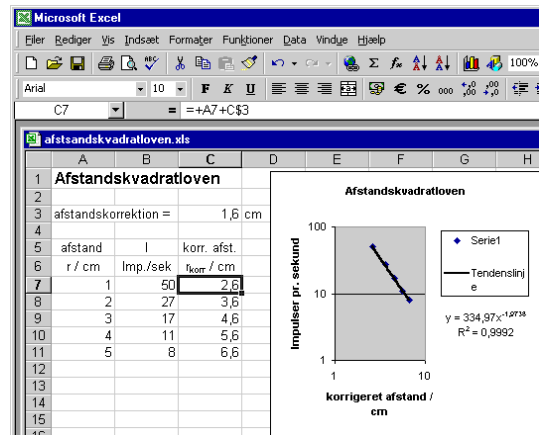 Microsoft Excel
Filer Rediger Vis Indsæt Formater Funktioner Data Vindue Hjælp
100%
Arial 10 F K U € % 000
C7 = =+A7+C$3
afstsandskvadratloven.xls
A B C D E F G H
1 Afstandskvadratloven
2
3 afstandskorrektion = 1,6 cm
4
5 afstand I korr. afst.
6 r / cm Imp./sek rkorr / cm
7 1 50 2,6
8 2 27 3,6
9 3 17 4,6
10 4 11 5,6
11 5 8 6,6
12
13
14
15
16
Afstandskvadratloven
Impulser pr. sekund
100
10
1
1 10
korrigeret afstand /
cm
Serie1
Tendenslinj
e
y = 334,97x-1,9738
R² = 0,9992